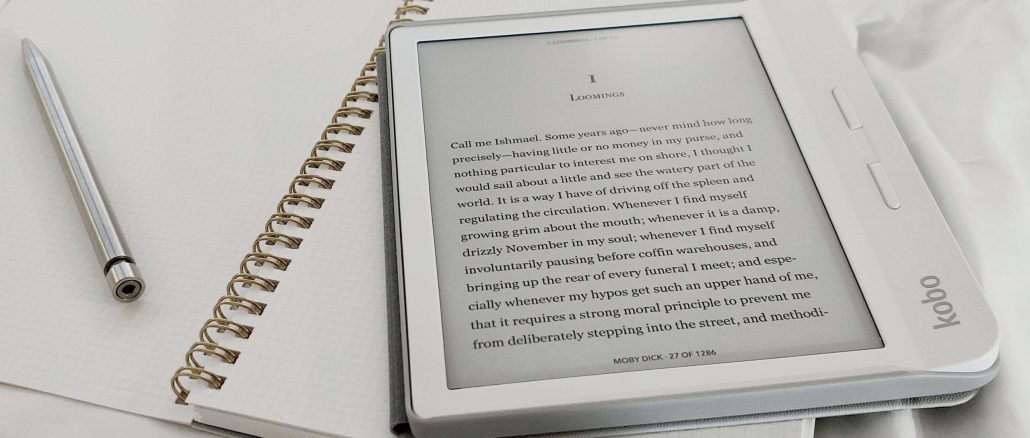 I: LOOMINGS · 1 OF 14
I
LOOMINGS
Call me Ishmael. Some years ago—never mind how long
precisely—having little or no money in my purse, and
nothing particular to interest me on shore, I thought I
would sail about a little and see the watery part of the
world. It is a way I have of driving off the spleen and
regulating the circulation. Whenever I find myself
growing grim about the mouth; whenever it is a damp,
drizzly November in my soul; whenever I find myself
involuntarily pausing before coffin warehouses, and
bringing up the rear of every funeral I meet; and espe-
cially whenever my hypos get such an upper hand of me,
that it requires a strong moral principle to prevent me
from deliberately stepping into the street, and methodi-
MOBY DICK · 27 OF 1286
kobo